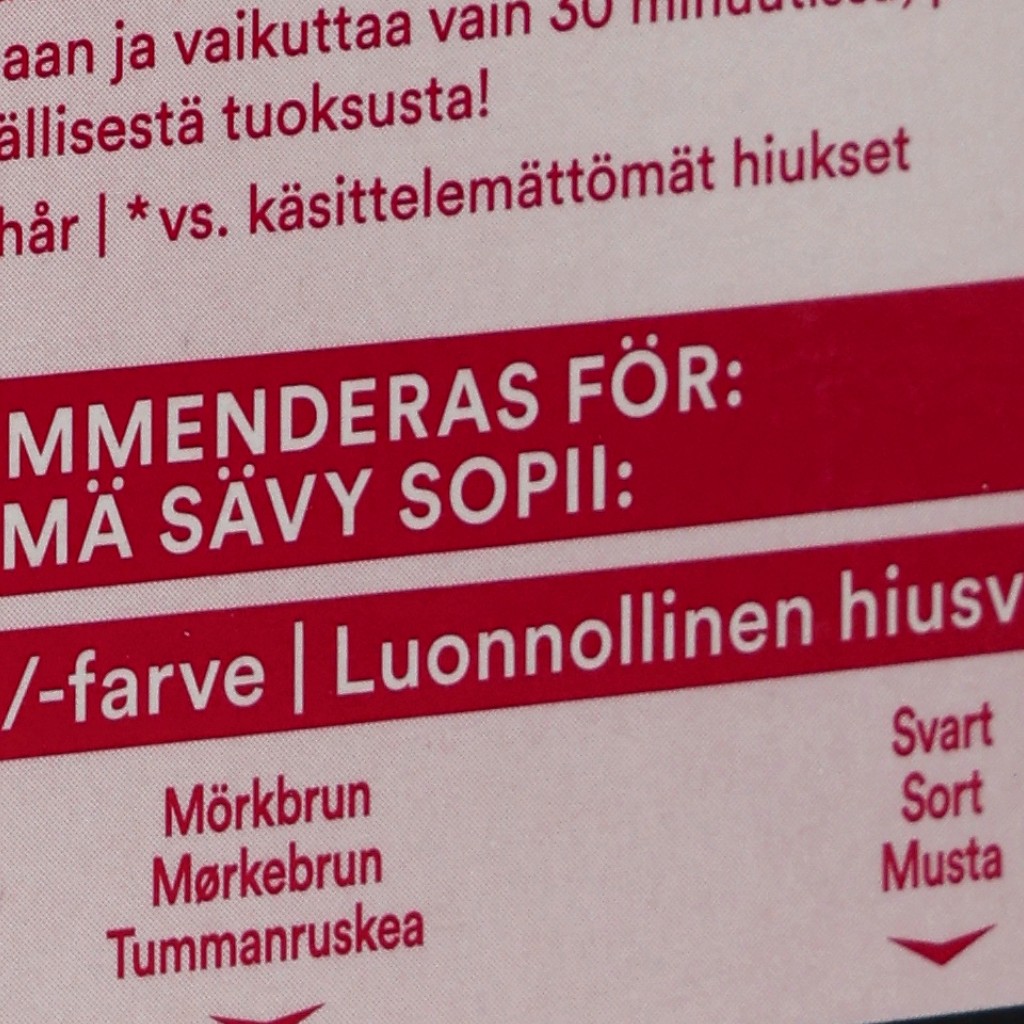 aan ja vaikuttaa vain 30 minuutissa,
ällisestä tuoksusta!
hår | *vs. käsittelemättömät hiukset
MMENDERAS FÖR:
MÄ SÄVY SOPII:
/-farve | Luonnollinen hiusv
Mörkbrun
Mørkebrun
Tummanruskea
Svart
Sort
Musta